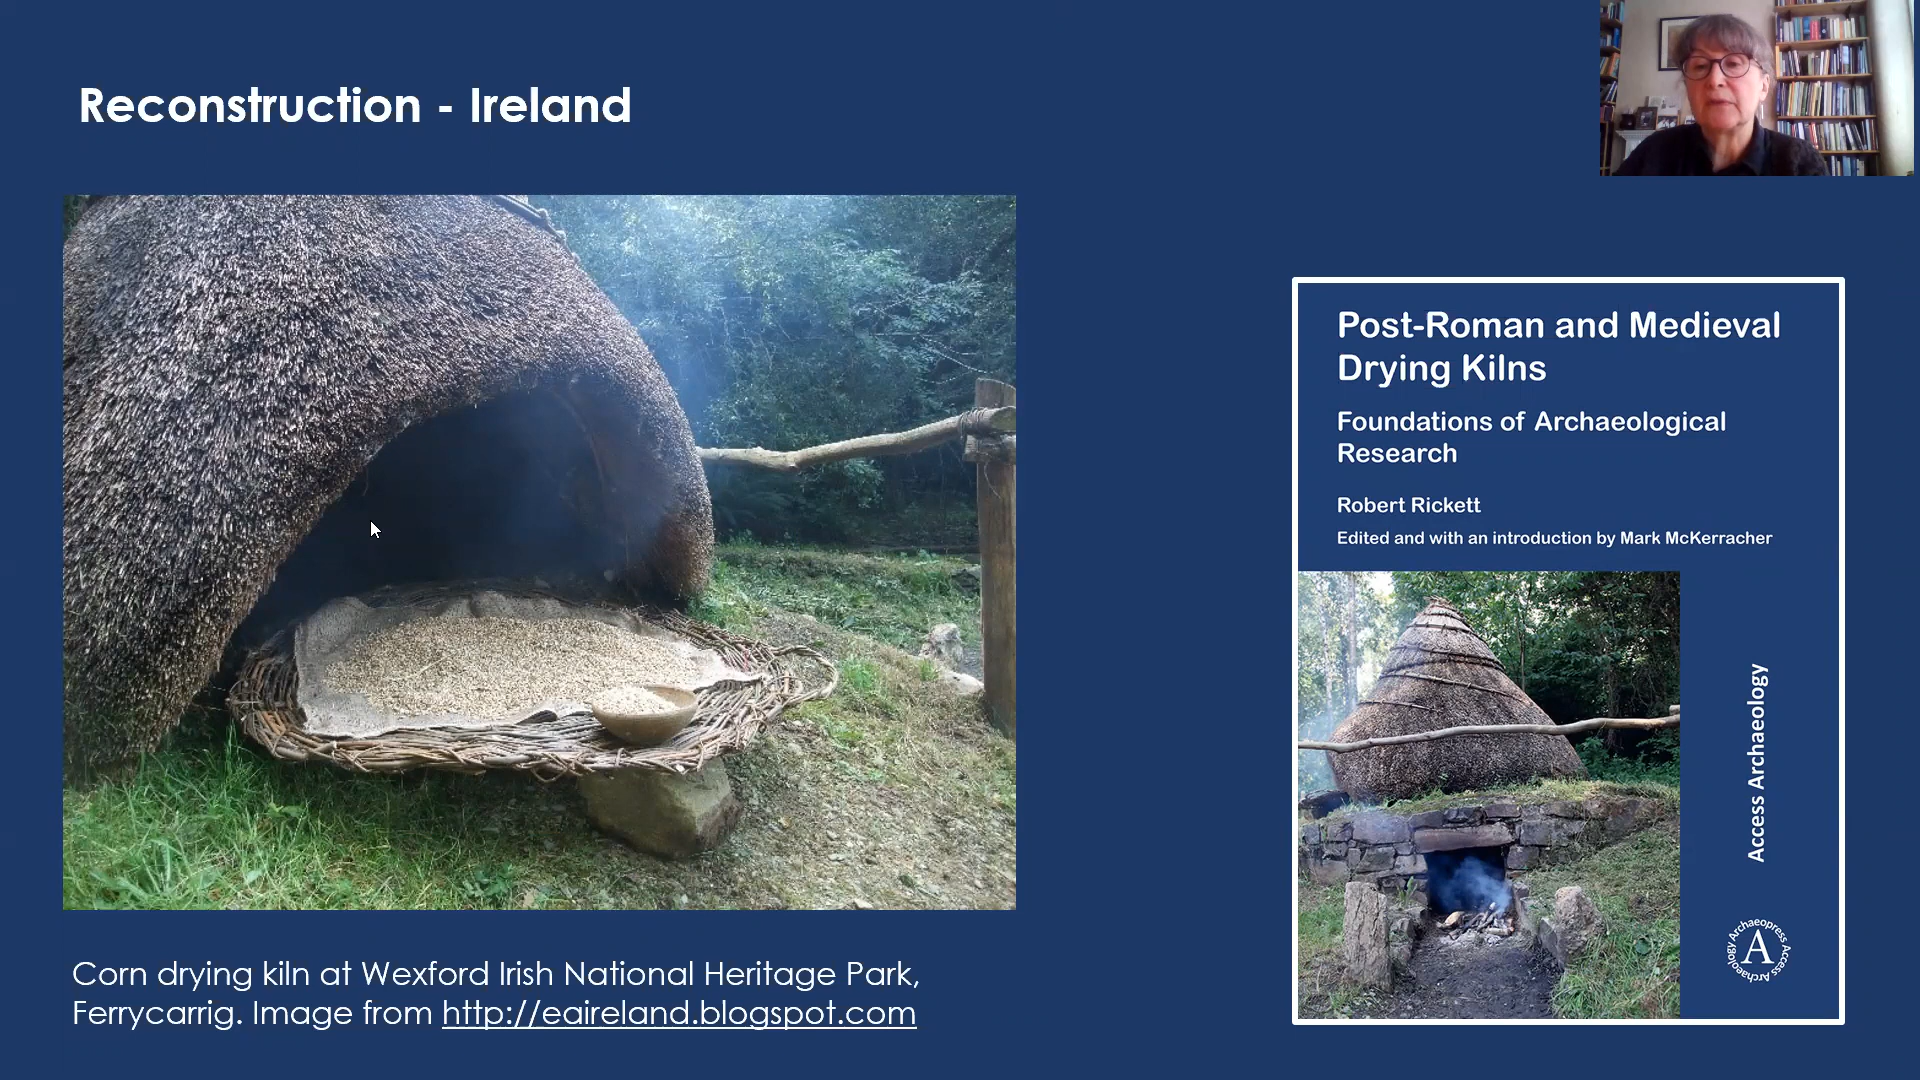 Reconstruction - Ireland
Post-Roman and Medieval
Drying Kilns
Foundations of Archaeological
Research
Robert Rickett
Edited and with an introduction by Mark McKerracher
Access Archaeology
Archaeopress Access Archaeology
A
Corn drying kiln at Wexford Irish National Heritage Park,
Ferrycarrig. Image from http://eaireland.blogspot.com